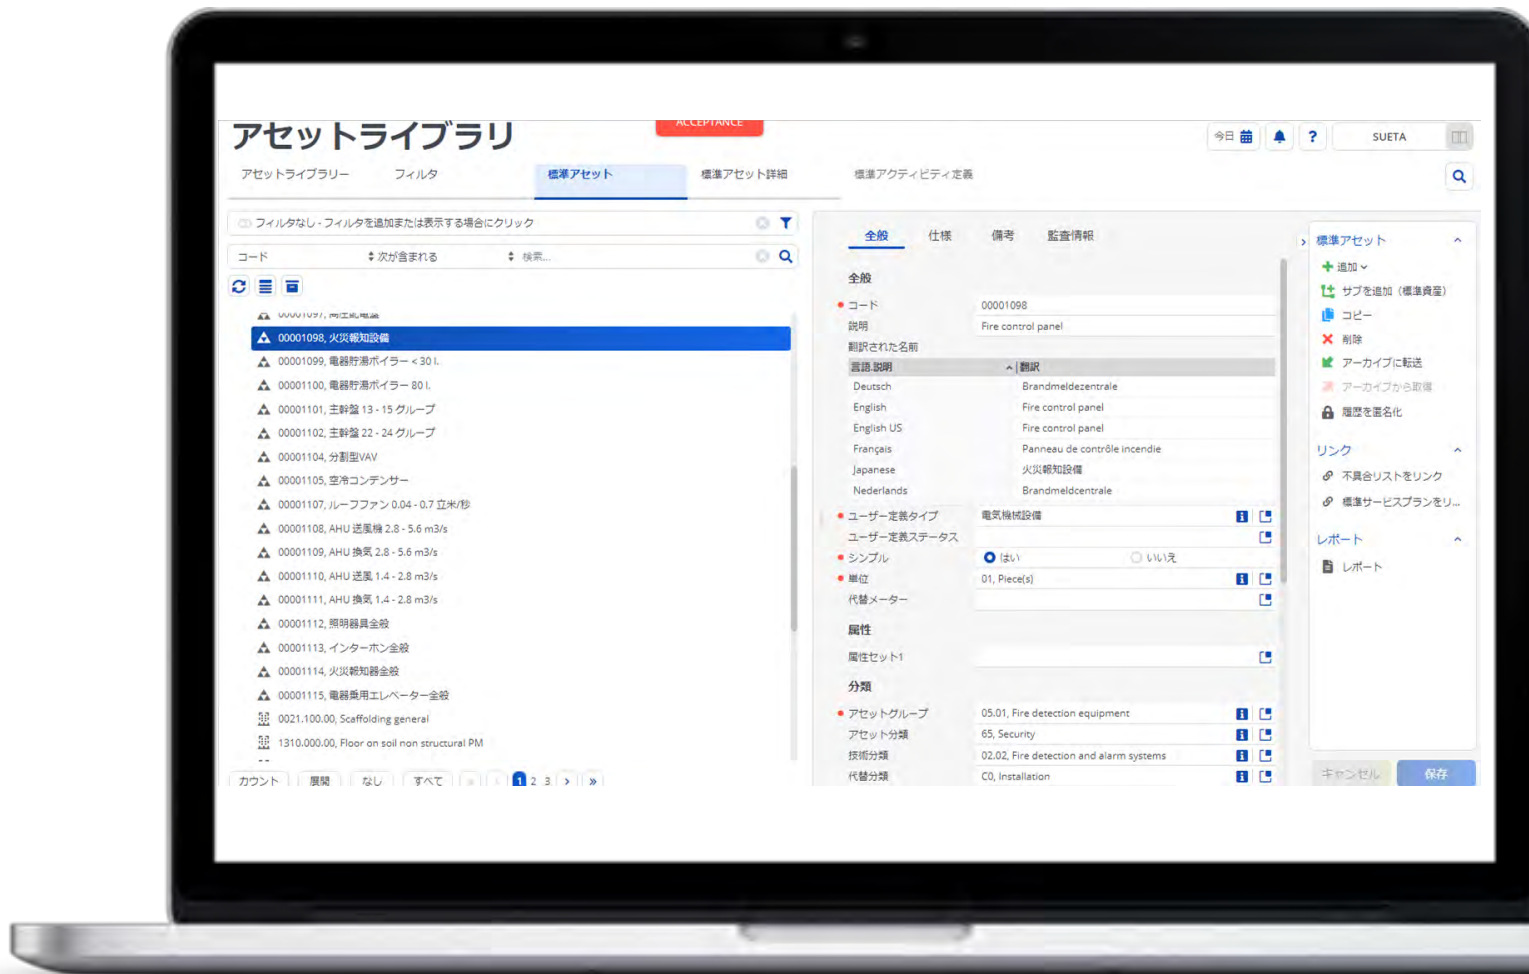 アセットライブラリ
ACCEPTANCE
今日
?
SUETA
アセットライブラリー フィルタ 標準アセット 標準アセット詳細 標準アクティビティ定義
フィルタなし - フィルタを追加または表示する場合にクリック
コード 次が含まれる 検索...
00001097, 高圧配電盤
00001098, 火災報知設備
00001099, 電器貯湯ボイラー < 30 l.
00001100, 電器貯湯ボイラー 80 l.
00001101, 主幹盤 13 - 15 グループ
00001102, 主幹盤 22 - 24 グループ
00001104, 分割型VAV
00001105, 空冷コンデンサー
00001107, ルーフファン 0.04 - 0.7 立米/秒
00001108, AHU 送風機 2.8 - 5.6 m3/s
00001109, AHU 換気 2.8 - 5.6 m3/s
00001110, AHU 送風 1.4 - 2.8 m3/s
00001111, AHU 換気 1.4 - 2.8 m3/s
00001112, 照明器具全般
00001113, インターホン全般
00001114, 火災報知器全般
00001115, 電器乗用エレベーター全般
0021.100.00, Scaffolding general
1310.000.00, Floor on soil non structural PM
カウント 展開 なし すべて « ‹ 1 2 3 › »
全般 仕様 備考 監査情報
全般
コード 00001098
説明 Fire control panel
翻訳された名前
言語.説明 翻訳
Deutsch Brandmeldezentrale
English Fire control panel
English US Fire control panel
Français Panneau de contrôle incendie
Japanese 火災報知設備
Nederlands Brandmeldcentrale
ユーザー定義タイプ 電気機械設備
ユーザー定義ステータス
シンプル はい いいえ
単位 01, Piece(s)
代替メーター
属性
属性セット1
分類
アセットグループ 05.01, Fire detection equipment
アセット分類 65, Security
技術分類 02.02, Fire detection and alarm systems
代替分類 C0, Installation
標準アセット
追加
サブを追加（標準資産）
コピー
削除
アーカイブに転送
アーカイブから取得
履歴を匿名化
リンク
不具合リストをリンク
標準サービスプランをリ...
レポート
レポート
キャンセル 保存